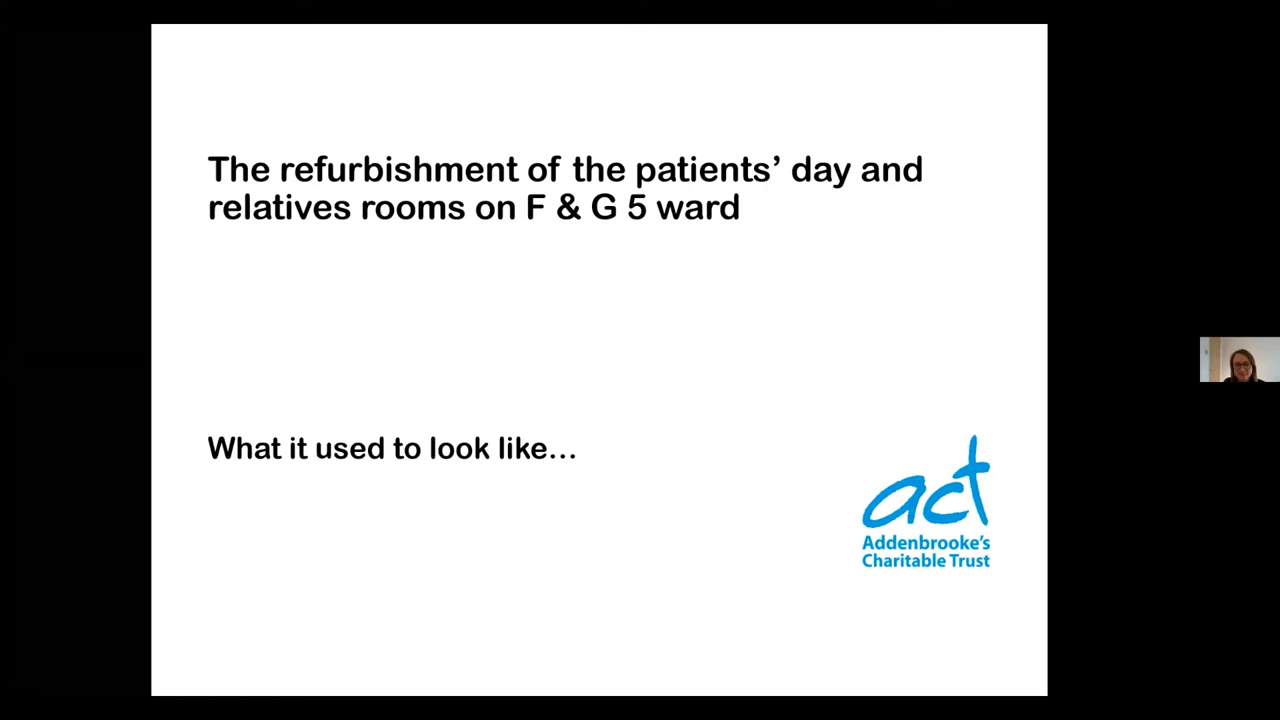 The refurbishment of the patients’ day and
relatives rooms on F & G 5 ward
What it used to look like…
act
Addenbrooke’s
Charitable Trust